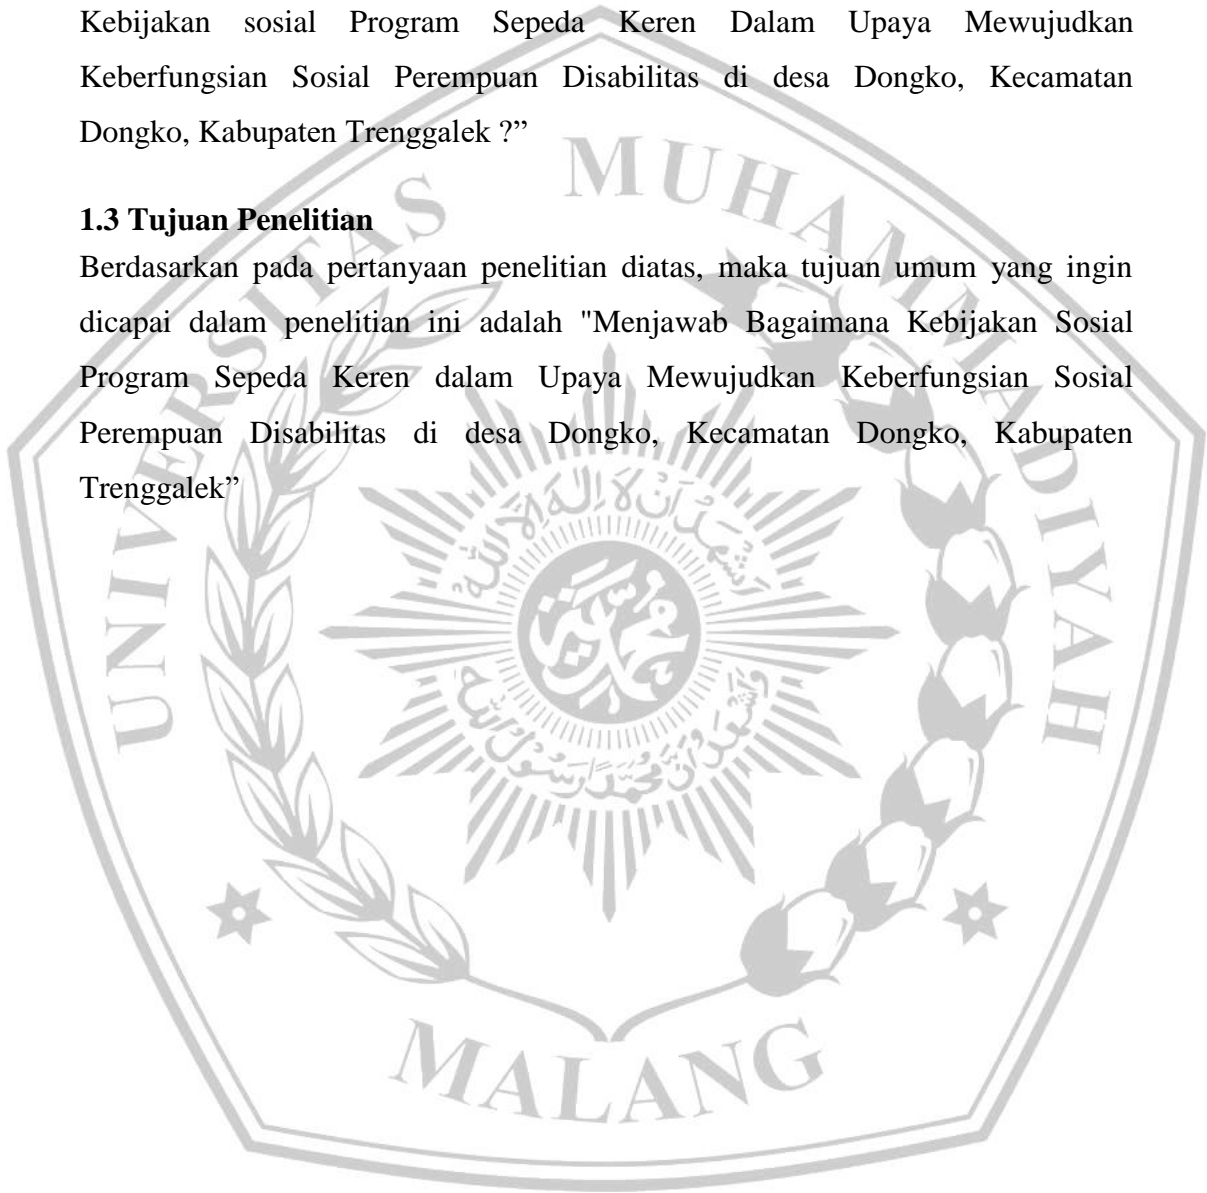 Kebijakan sosial Program Sepeda Keren Dalam Upaya Mewujudkan
Keberfungsian Sosial Perempuan Disabilitas di desa Dongko, Kecamatan
Dongko, Kabupaten Trenggalek ?”
1.3 Tujuan Penelitian
Berdasarkan pada pertanyaan penelitian diatas, maka tujuan umum yang ingin
dicapai dalam penelitian ini adalah "Menjawab Bagaimana Kebijakan Sosial
Program Sepeda Keren dalam Upaya Mewujudkan Keberfungsian Sosial
Perempuan Disabilitas di desa Dongko, Kecamatan Dongko, Kabupaten
Trenggalek”
UNIVERSITAS MUHAMMADIYAH
MALANG